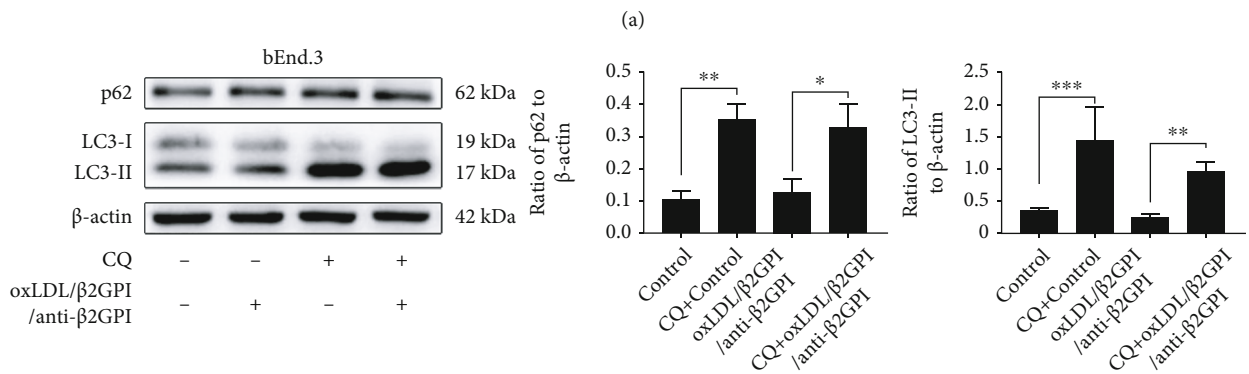 (a)
bEnd.3
p62
62 kDa
LC3-I
19 kDa
LC3-II
17 kDa
β-actin
42 kDa
CQ – – + +
oxLDL/β2GPI
/anti-β2GPI
– + – +
Ratio of p62 to
β-actin
0.5
0.4
0.3
0.2
0.1
0.0
**
*
Control
CQ+Control
oxLDL/β2GPI
/anti-β2GPI
CQ+oxLDL/β2GPI
/anti-β2GPI
Ratio of LC3-II
to β-actin
2.5
2.0
1.5
1.0
0.5
0
***
**
Control
CQ+Control
oxLDL/β2GPI
/anti-β2GPI
CQ+oxLDL/β2GPI
/anti-β2GPI